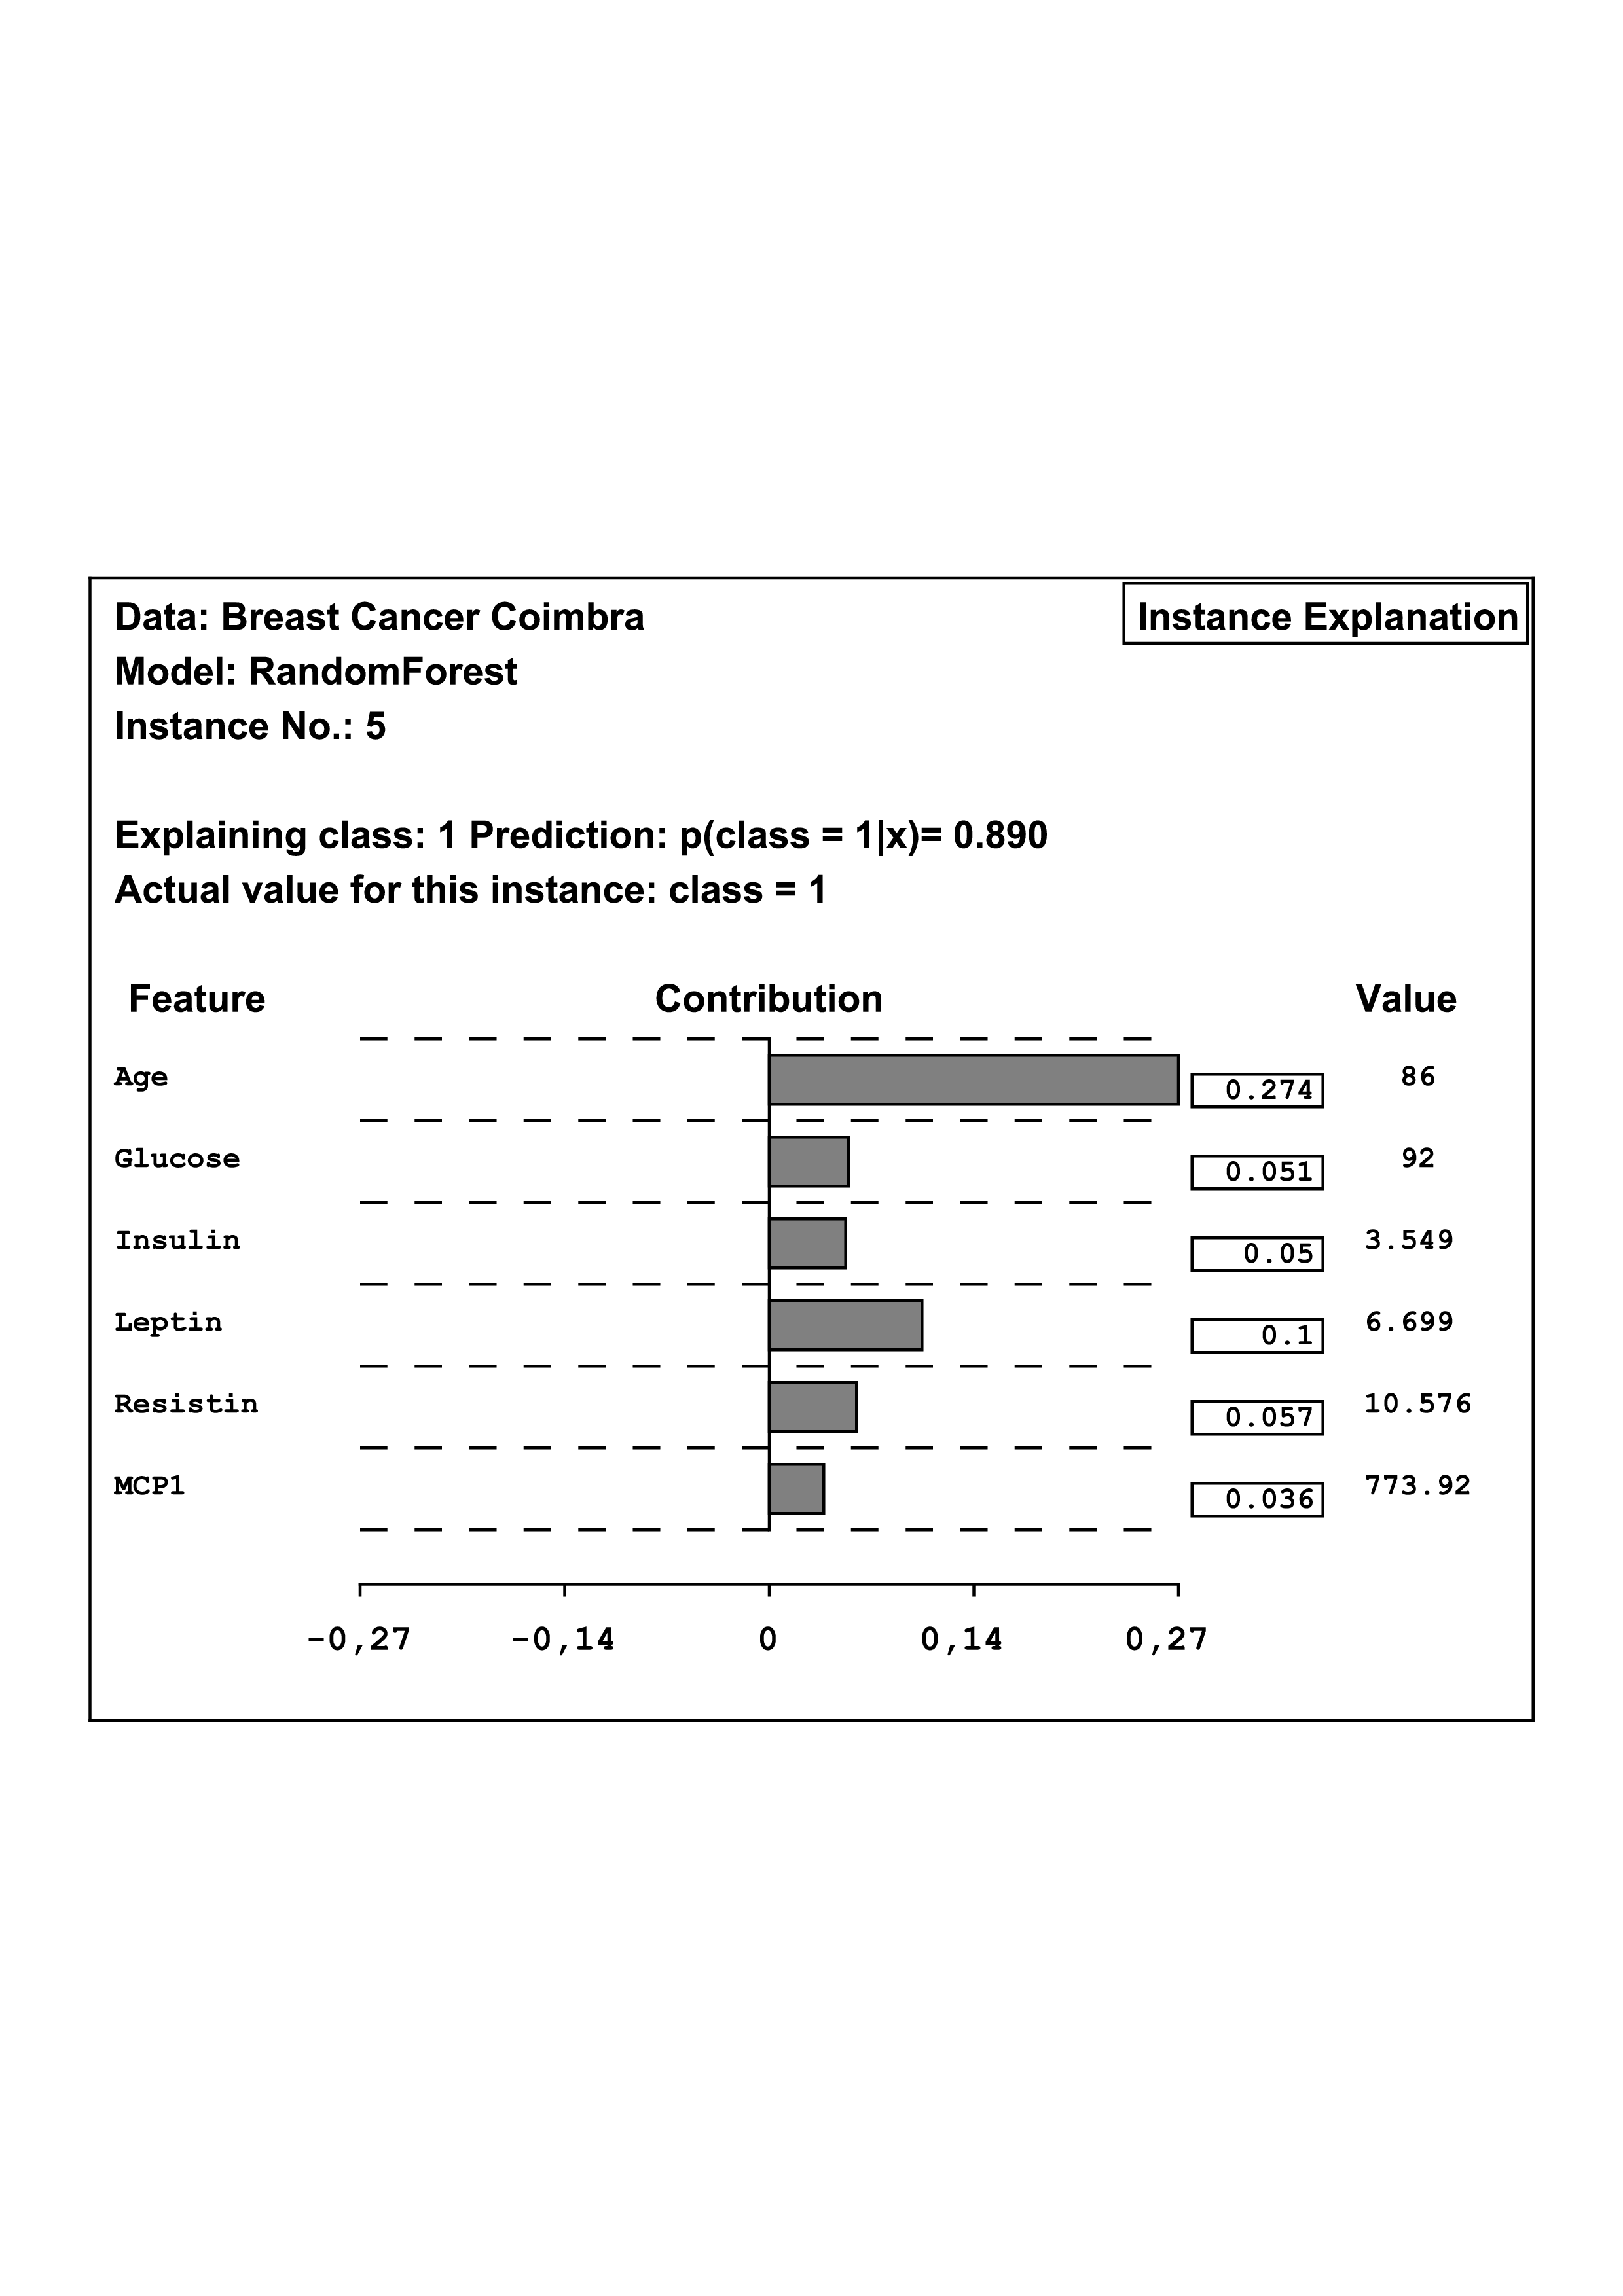 Data: Breast Cancer Coimbra
Instance Explanation
Model: RandomForest
Instance No.: 5
Explaining class: 1 Prediction: p(class = 1|x)= 0.890
Actual value for this instance: class = 1
Feature Contribution Value
Age 0.274 86
Glucose 0.051 92
Insulin 0.05 3.549
Leptin 0.1 6.699
Resistin 0.057 10.576
MCP1 0.036 773.92
-0,27 -0,14 0 0,14 0,27